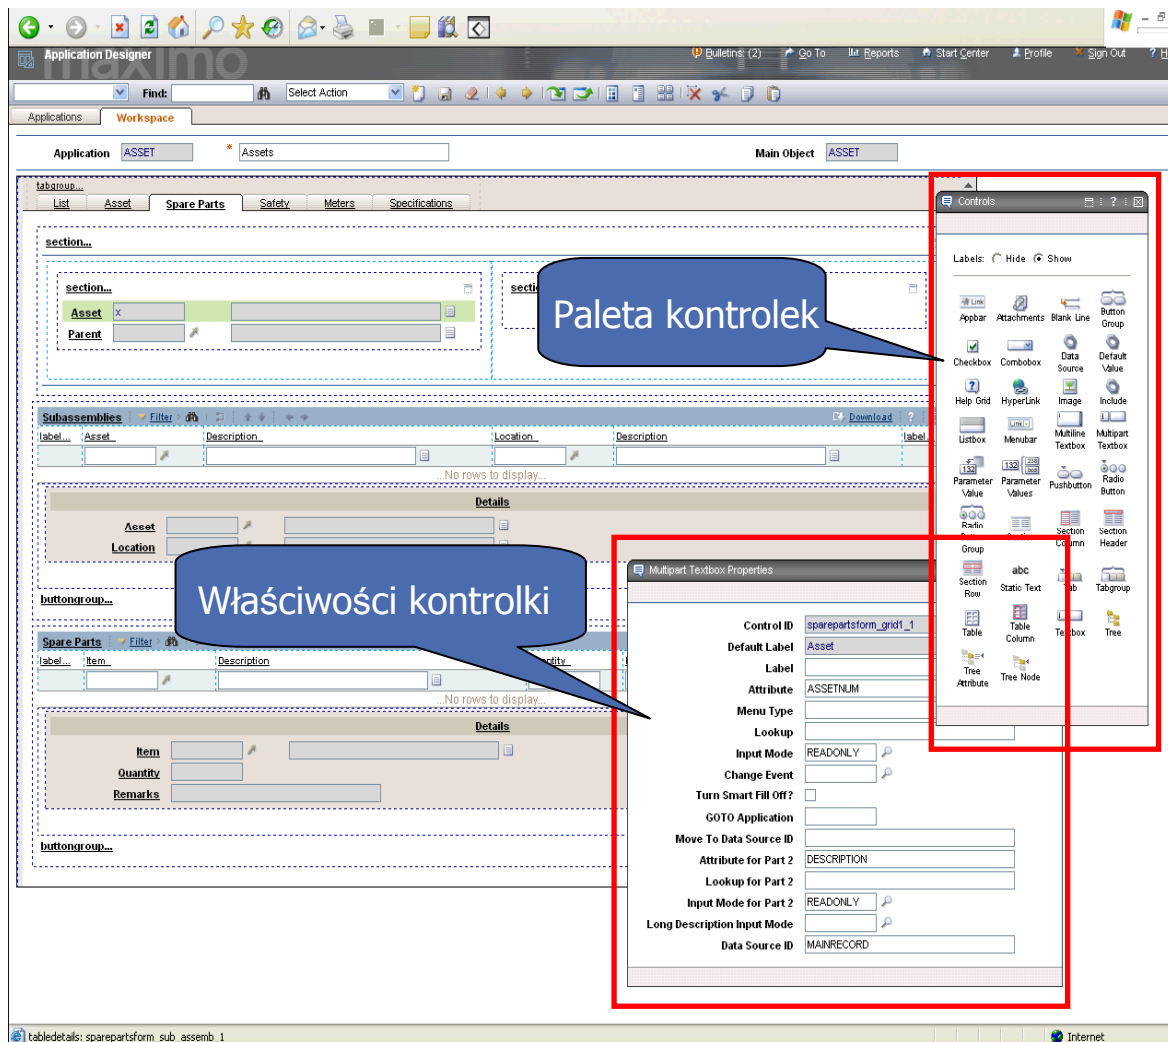 Application Designer
maximo
Bulletins: (2) Go To Reports Start Center Profile Sign Out ? H
Find: Select Action
Applications Workspace
Application ASSET * Assets Main Object ASSET
tabgroup...
List Asset Spare Parts Safety Meters Specifications
section...
section...
Asset x
Parent
Paleta kontrolek
Subassemblies Filter Download ?
label... Asset Description Location Description label
...No rows to display...
Details
Asset
Location
buttongroup...
Właściwości kontrolki
Spare Parts Filter
label... Item Description
...No rows to display...
Details
Item
Quantity
Remarks
buttongroup...
Controls ?
Labels: Hide Show
Appbar Attachments Blank Line Button Group
Checkbox Combobox Data Source Default Value
Help Grid HyperLink Image Include
Listbox Menubar Multiline Textbox Multipart Textbox
Parameter Value Parameter Values Pushbutton Radio Button
Radio Group Section Column Section Header
Section Row abc Static Text Tab Tabgroup
Table Table Column Textbox Tree
Tree Attribute Tree Node
Multipart Textbox Properties
Control ID sparepartsform_grid1_1
Default Label Asset
Label
Attribute ASSETNUM
Menu Type
Lookup
Input Mode READONLY
Change Event
Turn Smart Fill Off?
GOTO Application
Move To Data Source ID
Attribute for Part 2 DESCRIPTION
Lookup for Part 2
Input Mode for Part 2 READONLY
Long Description Input Mode
Data Source ID MAINRECORD
tabledetails: sparepartsform_sub_assemb_1 Internet